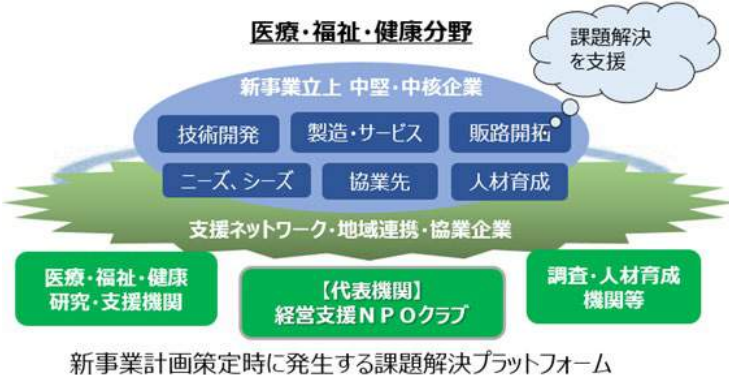 医療・福祉・健康分野
課題解決
を支援
新事業立上 中堅・中核企業
技術開発
製造・サービス
販路開拓
ニーズ、シーズ
協業先
人材育成
支援ネットワーク・地域連携・協業企業
医療・福祉・健康
研究・支援機関
【代表機関】
経営支援NPOクラブ
調査・人材育成
機関等
新事業計画策定時に発生する課題解決プラットフォーム